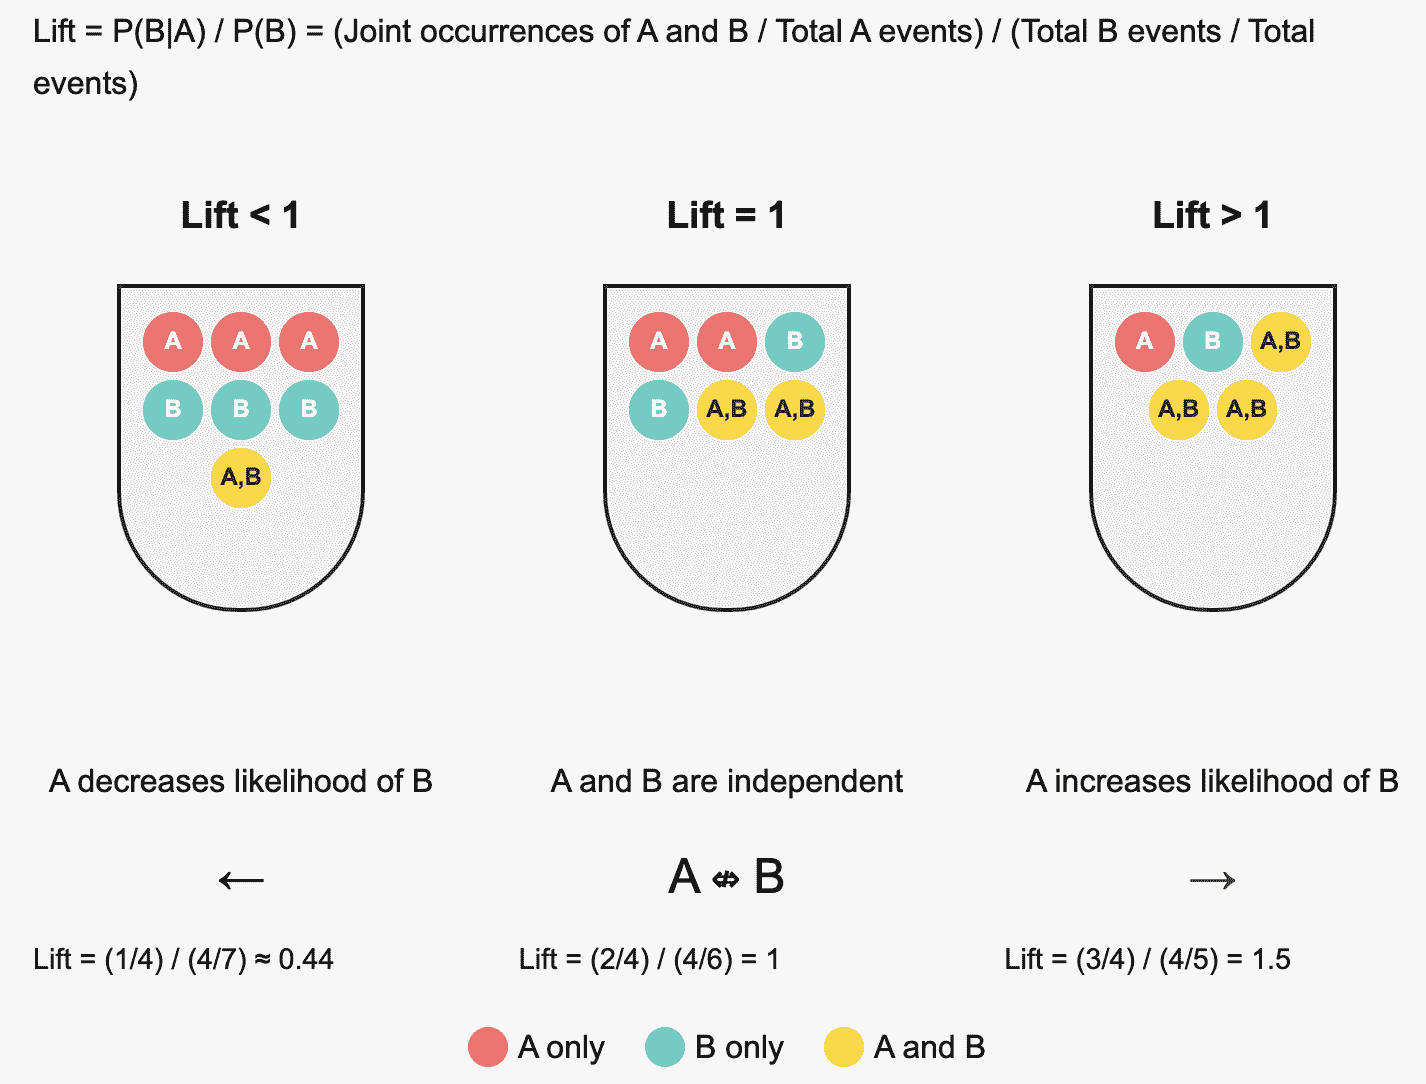 Lift = P(B|A) / P(B) = (Joint occurrences of A and B / Total A events) / (Total B events / Total
events)
Lift < 1
Lift = 1
Lift > 1
A A A
B B B
A,B
A A B
B A,B A,B
A B A,B
A,B A,B
A decreases likelihood of B
A and B are independent
A increases likelihood of B
←
A ⇎ B
→
Lift = (1/4) / (4/7) ≈ 0.44
Lift = (2/4) / (4/6) = 1
Lift = (3/4) / (4/5) = 1.5
A only B only A and B